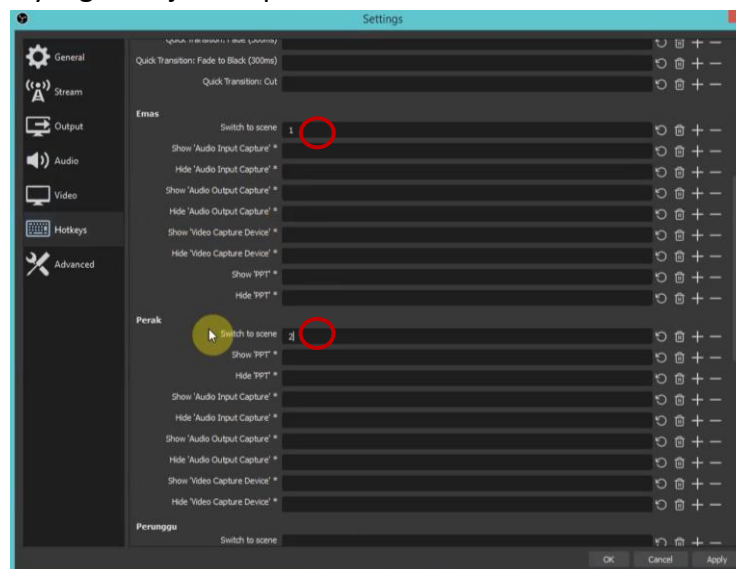 Settings
General
Quick Transition: Fade to Black (300ms)
Quick Transition: Cut
Stream
Emas
Output
Switch to scene 1
Show 'Audio Input Capture' *
Audio
Hide 'Audio Input Capture' *
Show 'Audio Output Capture' *
Video
Hide 'Audio Output Capture' *
Hotkeys
Show 'Video Capture Device' *
Hide 'Video Capture Device' *
Advanced
Show 'PPT' *
Hide 'PPT' *
Perak
Switch to scene 2
Show 'PPT' *
Hide 'PPT' *
Show 'Audio Input Capture' *
Hide 'Audio Input Capture' *
Show 'Audio Output Capture' *
Hide 'Audio Output Capture' *
Show 'Video Capture Device' *
Hide 'Video Capture Device' *
Perunggu
Switch to scene
OK Cancel Apply